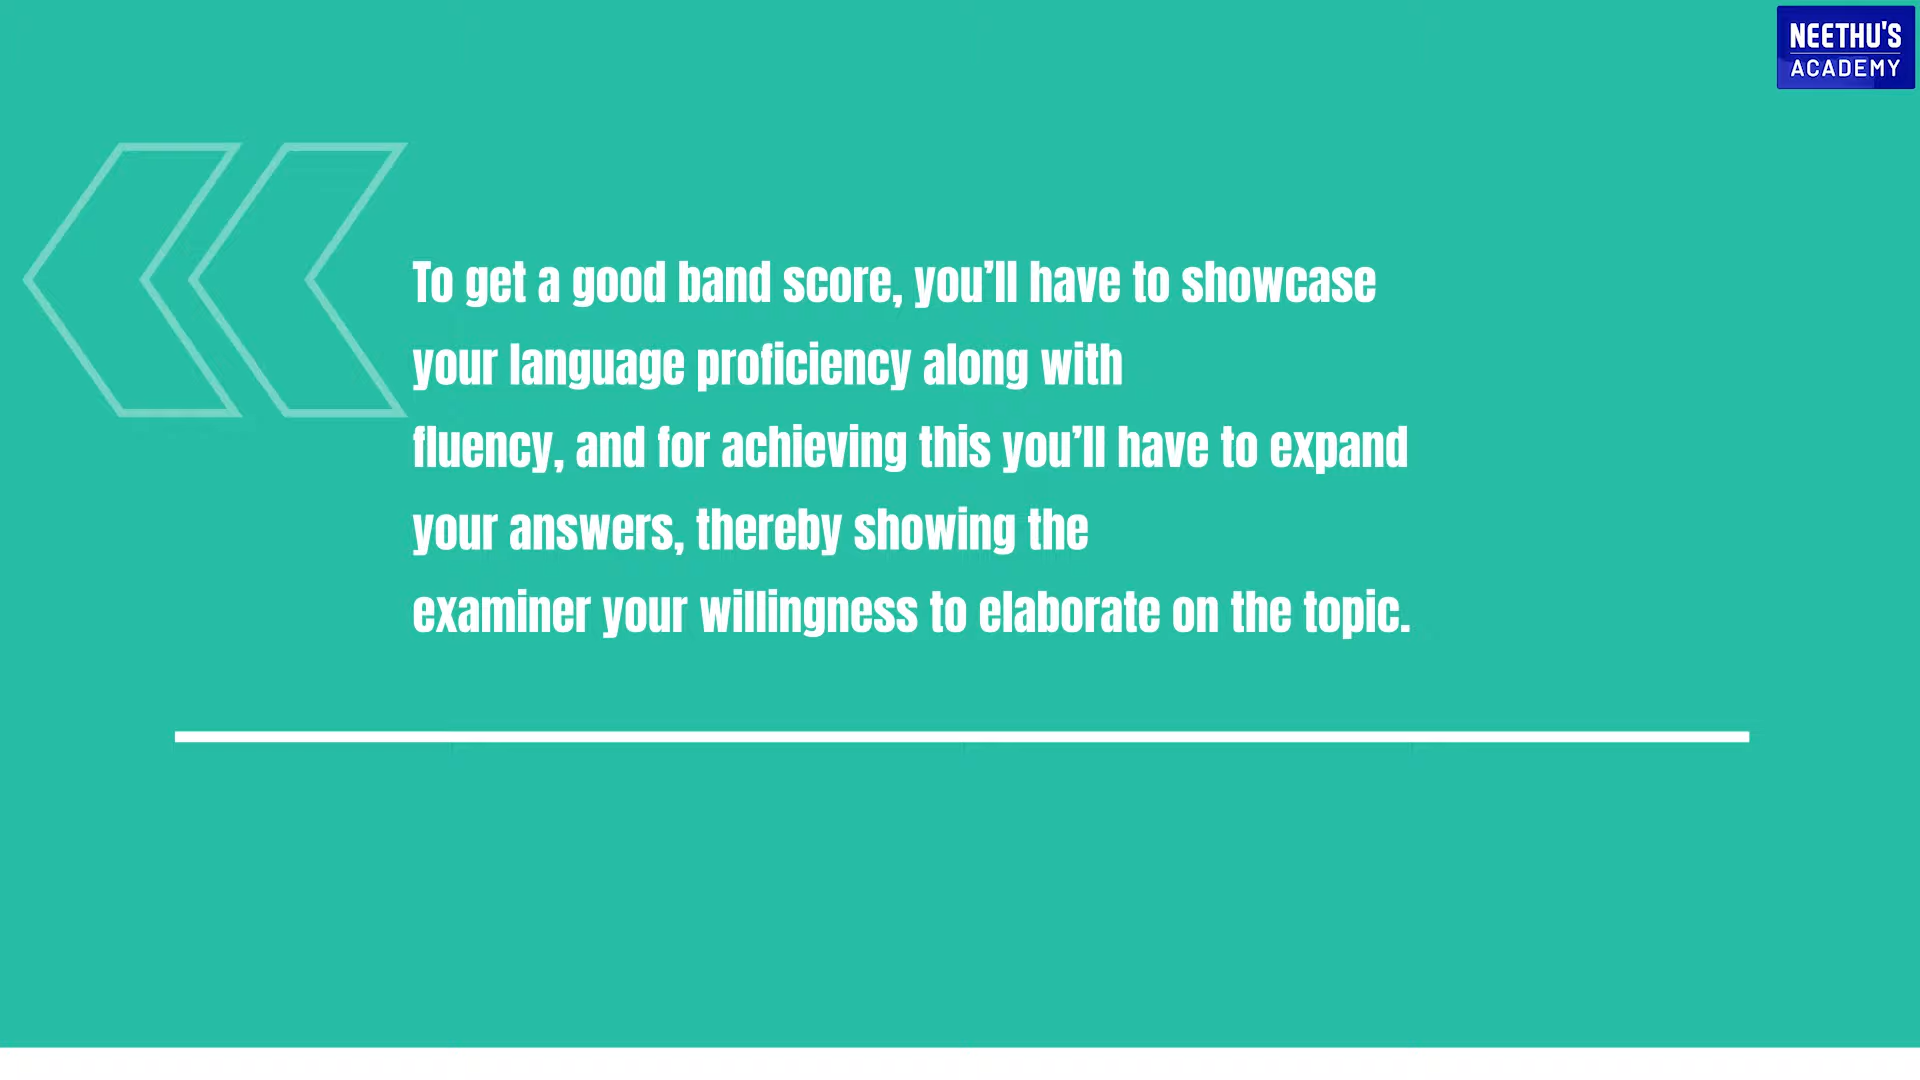 NEETHU'S
ACADEMY
To get a good band score, you’ll have to showcase
your language proficiency along with
fluency, and for achieving this you’ll have to expand
your answers, thereby showing the
examiner your willingness to elaborate on the topic.